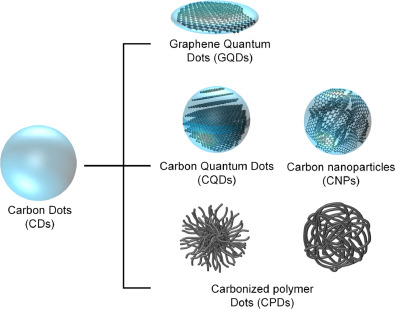 Graphene Quantum
Dots (GQDs)
Carbon Quantum Dots
(CQDs)
Carbon nanoparticles
(CNPs)
Carbon Dots
(CDs)
Carbonized polymer
Dots (CPDs)